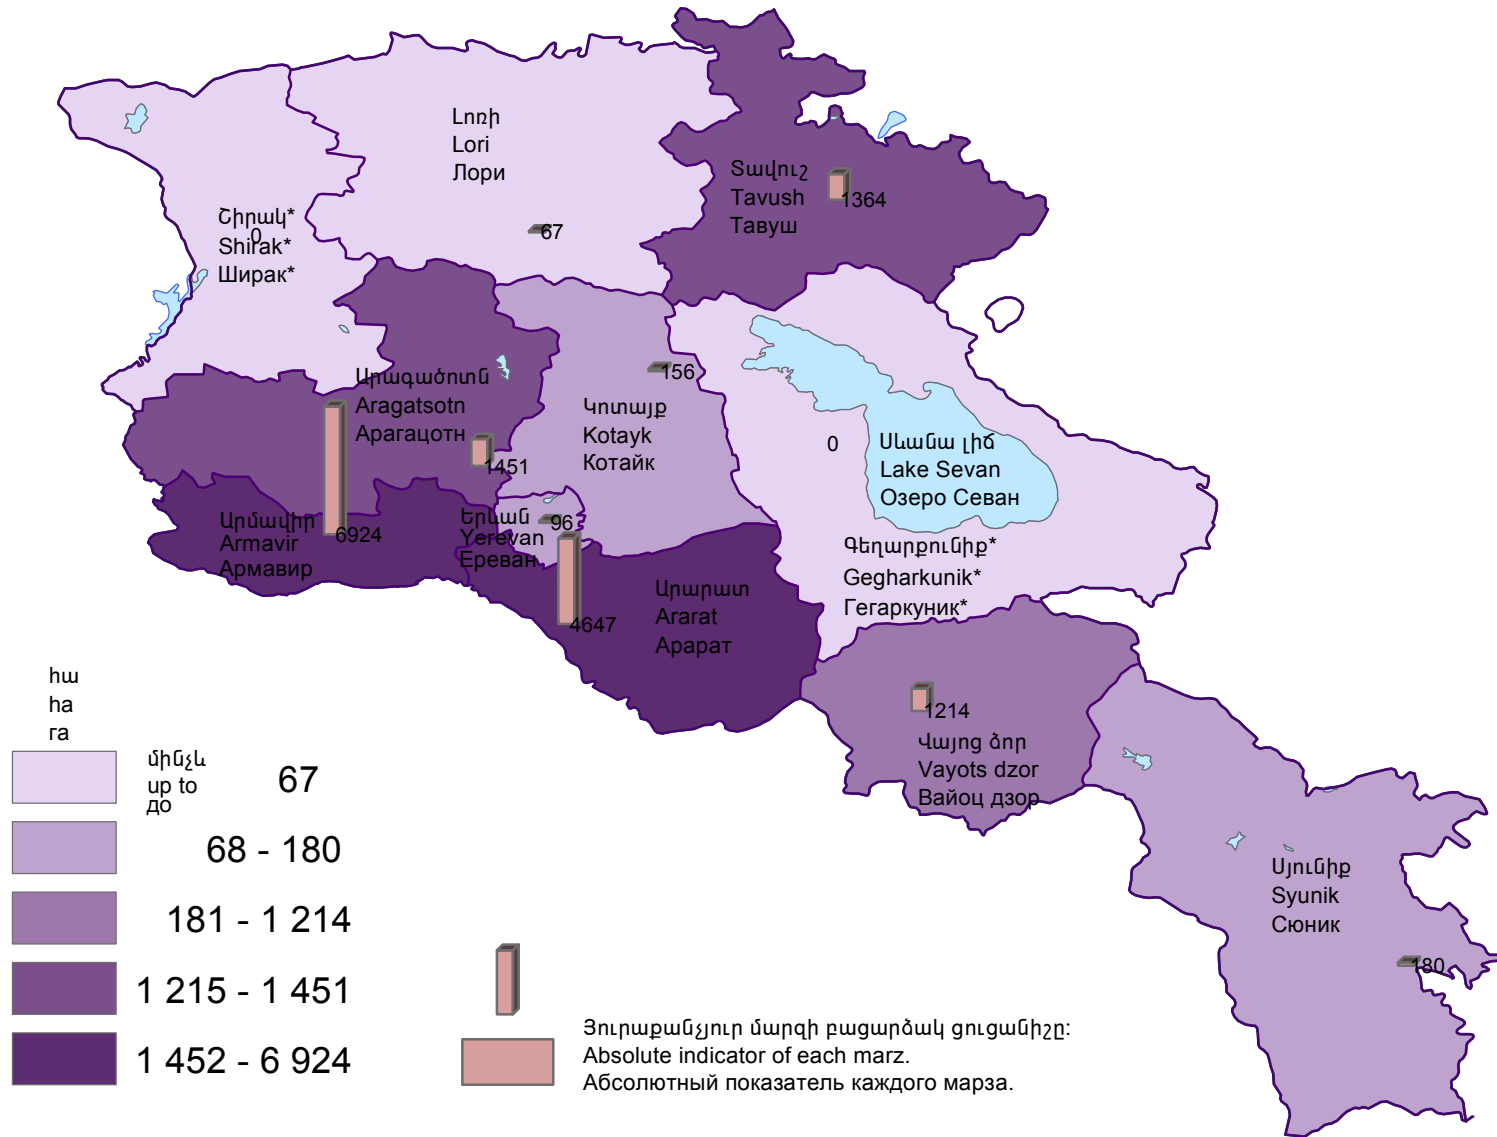 Լոռի
Lori
Лори
67
Տավուշ
Tavush
Тавуш
1364
Շիրակ*
0
Shirak*
Ширак*
Արագածոտն
Aragatsotn
Арагацотн
1451
156
Կոտայք
Kotayk
Котайк
0
Սևանա լիճ
Lake Sevan
Озеро Севан
Արմավիր
Armavir
Армавир
6924
Երևան
Yerevan
Ереван
96
4647
Արարատ
Ararat
Арарат
Գեղարքունիք*
Gegharkunik*
Гегаркуник*
1214
Վայոց ձոր
Vayots dzor
Вайоц дзор
Սյունիք
Syunik
Сюник
180
հա
ha
га
մինչև
up to
до
67
68 - 180
181 - 1 214
1 215 - 1 451
1 452 - 6 924
Յուրաքանչյուր մարզի բացարձակ ցուցանիշը:
Absolute indicator of each marz.
Абсолютный показатель каждого марза.